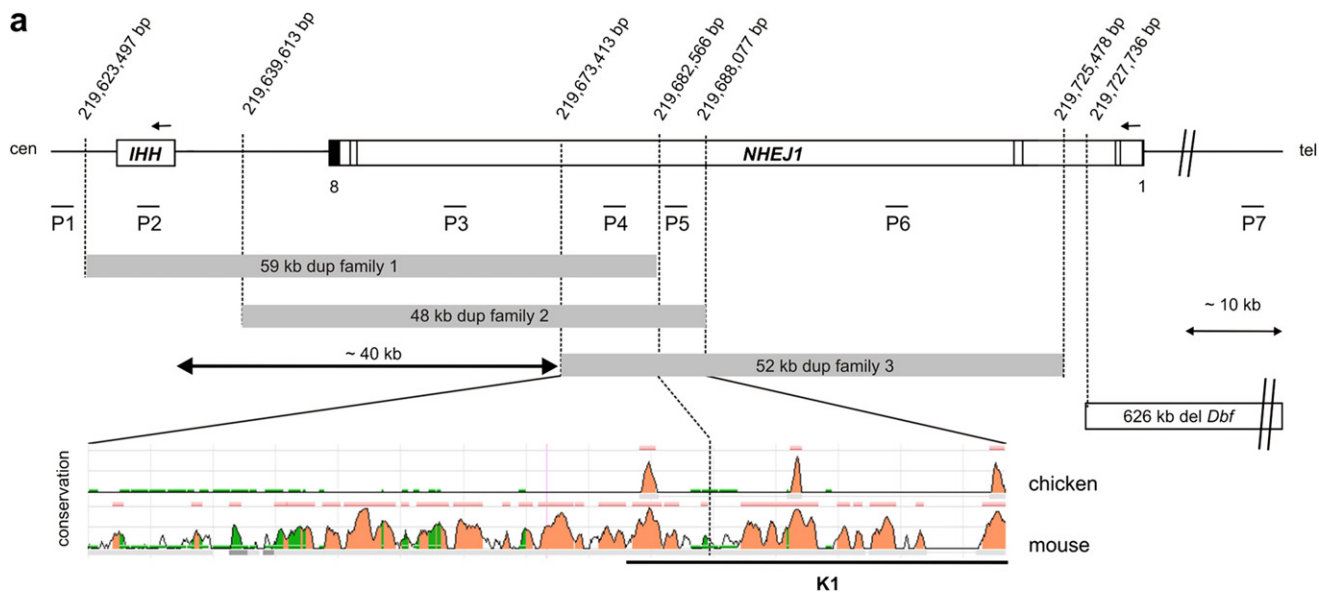 a
219,623,497 bp
219,639,613 bp
219,673,413 bp
219,682,566 bp
219,688,077 bp
219,725,478 bp
219,727,736 bp
cen
IHH
NHEJ1
tel
8
1
P1
P2
P3
P4
P5
P6
P7
59 kb dup family 1
48 kb dup family 2
~ 10 kb
~ 40 kb
52 kb dup family 3
626 kb del Dbf
conservation
chicken
mouse
K1